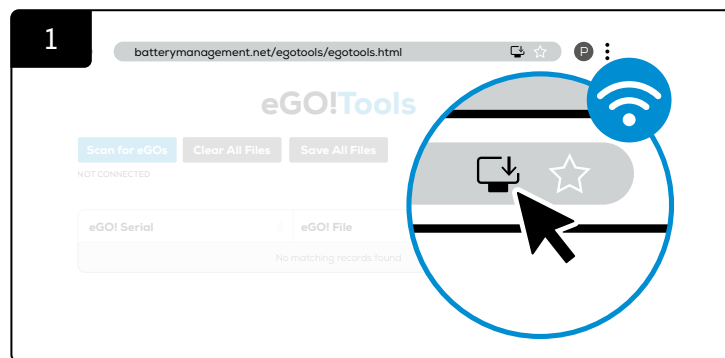 1
batterymanagement.net/egotools/egotools.html
P
eGO!Tools
Scan for eGOs Clear All Files Save All Files
NOT CONNECTED
eGO! Serial eGO! File
No matching records found